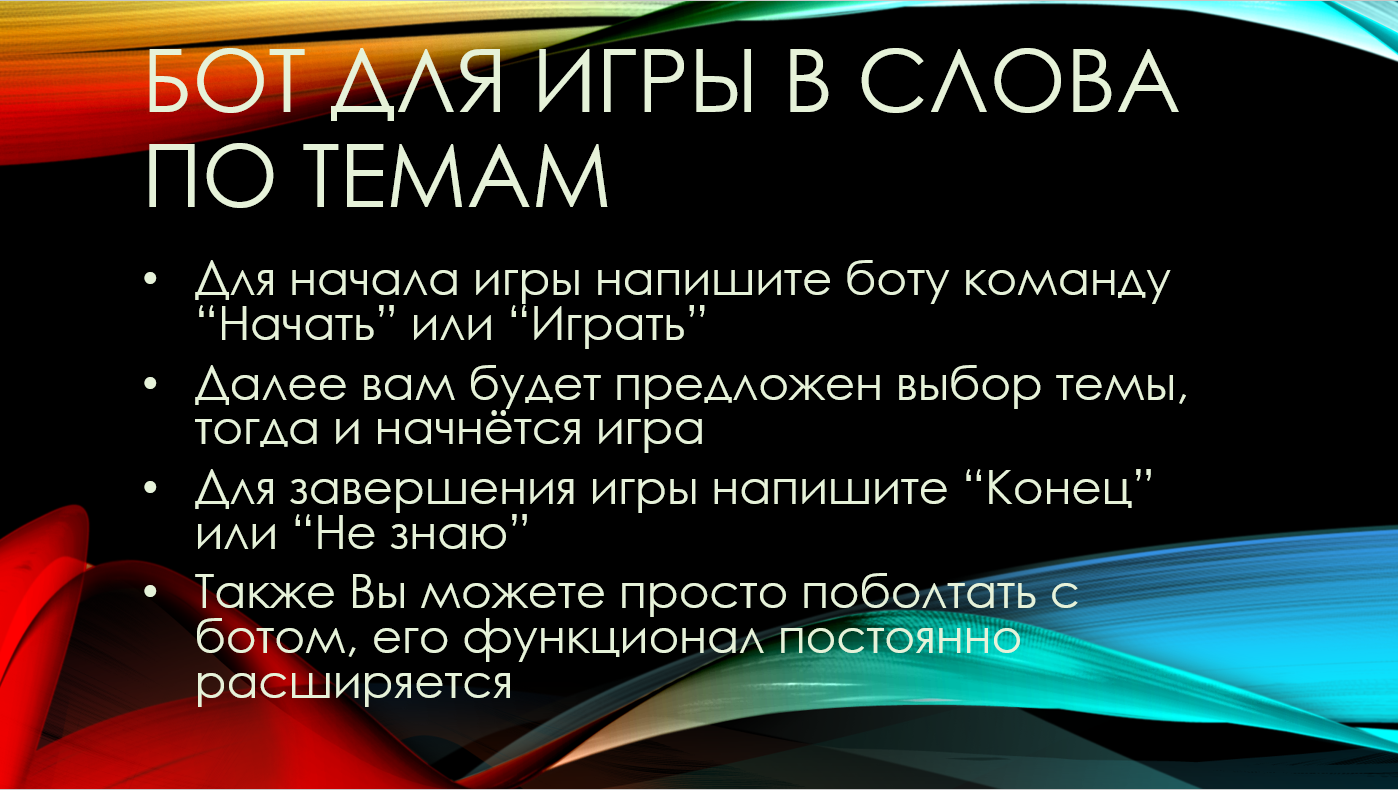 БОТ ДЛЯ ИГРЫ В СЛОВА
ПО ТЕМАМ
• Для начала игры напишите боту команду
“Начать” или “Играть”
• Далее вам будет предложен выбор темы,
тогда и начнётся игра
• Для завершения игры напишите “Конец”
или “Не знаю”
• Также Вы можете просто поболтать с
ботом, его функционал постоянно
расширяется